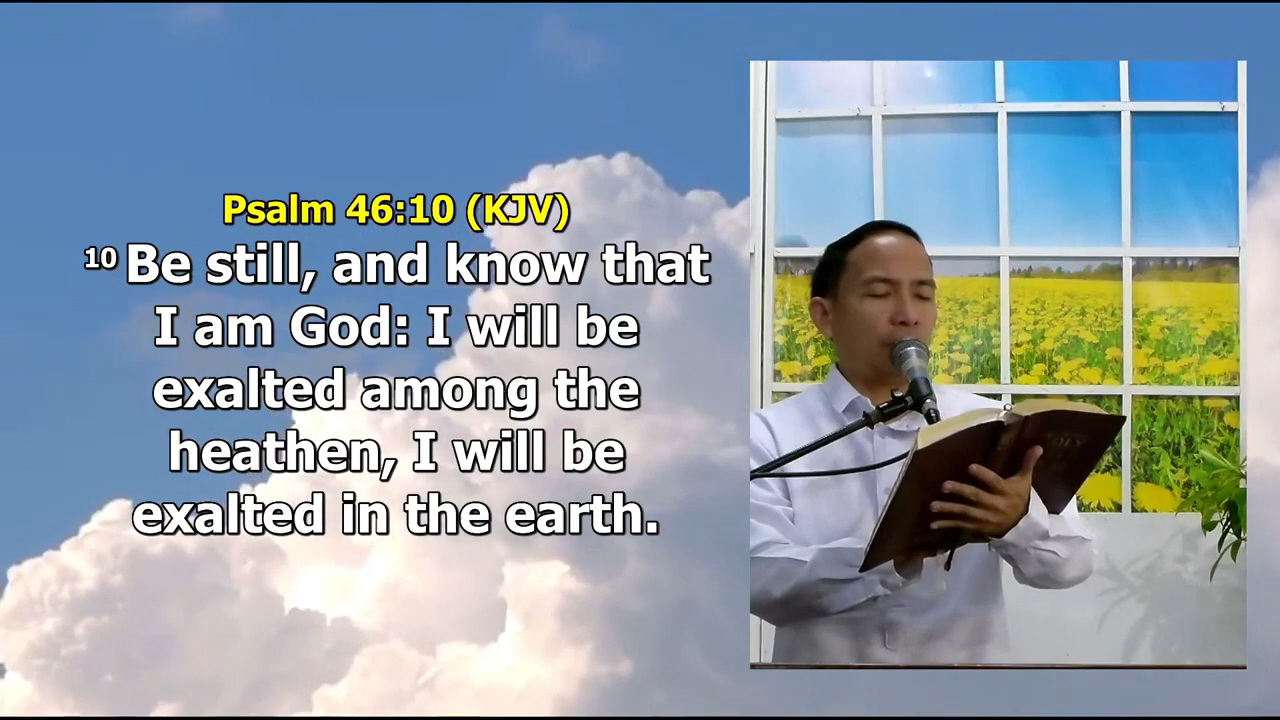 Psalm 46:10 (KJV)
10 Be still, and know that
I am God: I will be
exalted among the
heathen, I will be
exalted in the earth.
HOLY